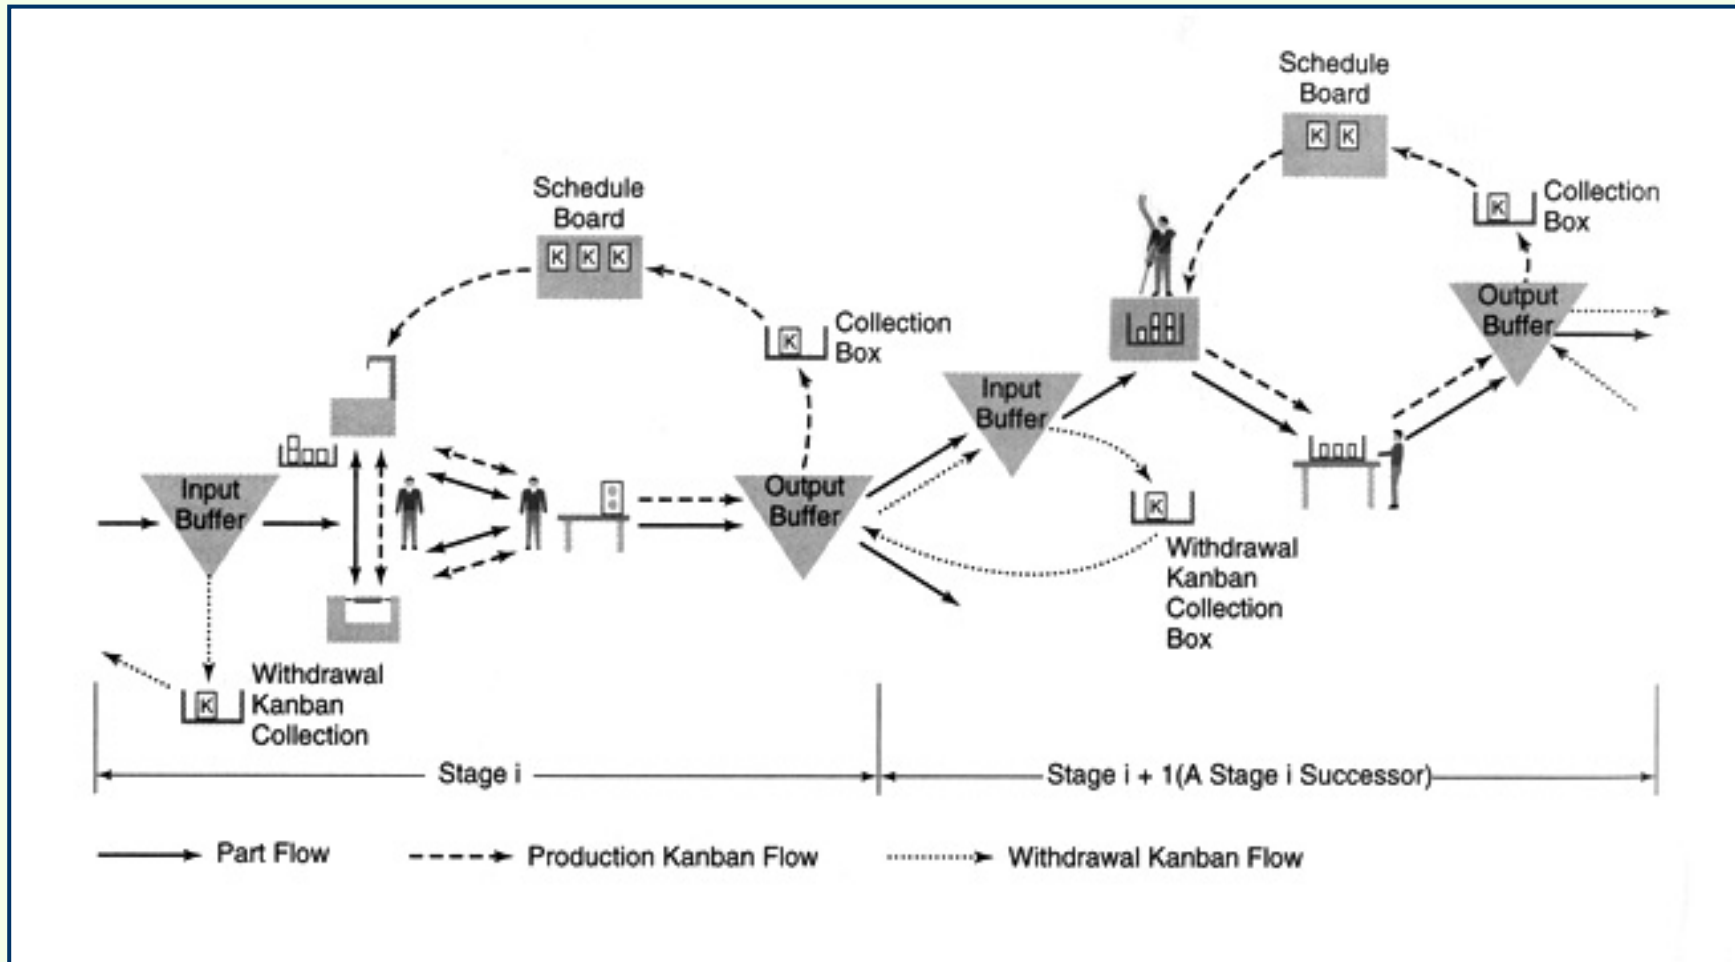 Schedule
Board
K K
Collection
Box
K
Schedule
Board
K K K
Output
Buffer
Collection
Box
K
Input
Buffer
Input
Buffer
Output
Buffer
K
Withdrawal
Kanban
Collection
Box
Withdrawal
Kanban
Collection
K
Stage i
Stage i + 1(A Stage i Successor)
Part Flow
Production Kanban Flow
Withdrawal Kanban Flow